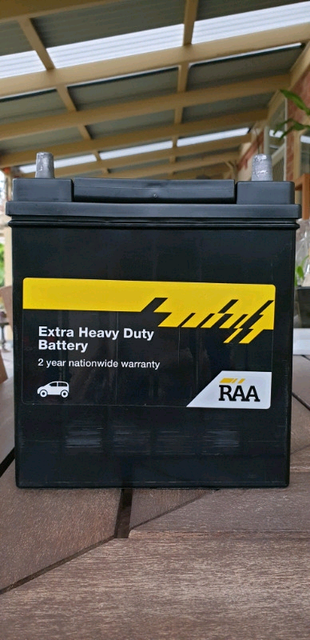 Extra Heavy Duty
Battery
2 year nationwide warranty
RAA